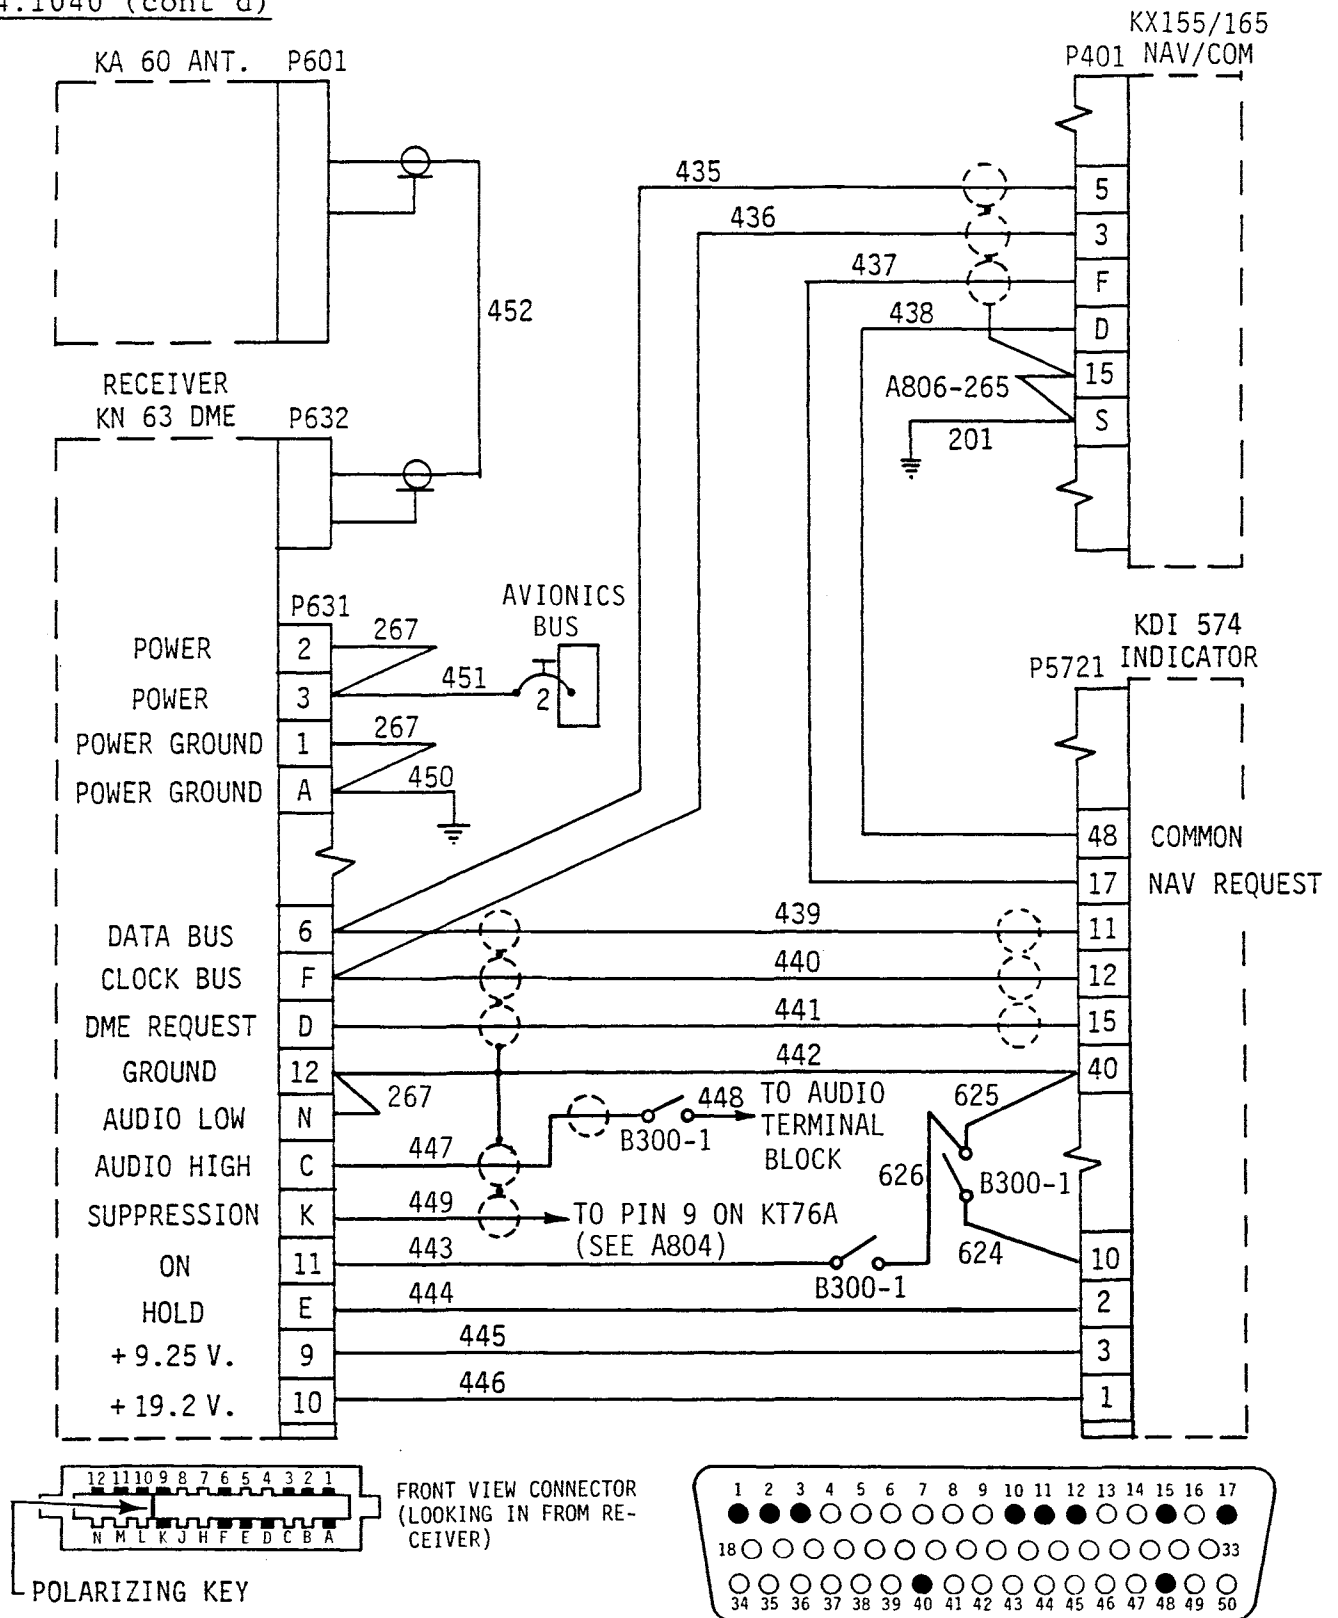 4.1040 (cont'd)
KA 60 ANT. P601
KX155/165
P401 NAV/COM
435
5
436
3
437
F
438
D
452
A806-265
15
S
201
RECEIVER
KN 63 DME P632
P631
AVIONICS
BUS
KDI 574
INDICATOR
P5721
POWER 2 267
POWER 3 451 2
POWER GROUND 1 267
POWER GROUND A 450
48 COMMON
17 NAV REQUEST
DATA BUS 6 439 11
CLOCK BUS F 440 12
DME REQUEST D 441 15
GROUND 12 442 40
AUDIO LOW N 267
448 TO AUDIO
TERMINAL
BLOCK
B300-1
625
AUDIO HIGH C 447
626 B300-1
SUPPRESSION K 449 TO PIN 9 ON KT76A
(SEE A804)
624
ON 11 443 B300-1 10
HOLD E 444 2
+9.25 V. 9 445 3
+19.2 V. 10 446 1
12 11 10 9 8 7 6 5 4 3 2 1
N M L K J H F E D C B A
FRONT VIEW CONNECTOR
(LOOKING IN FROM RE-
CEIVER)
POLARIZING KEY
1 2 3 4 5 6 7 8 9 10 11 12 13 14 15 16 17
18 33
34 35 36 37 38 39 40 41 42 43 44 45 46 47 48 49 50